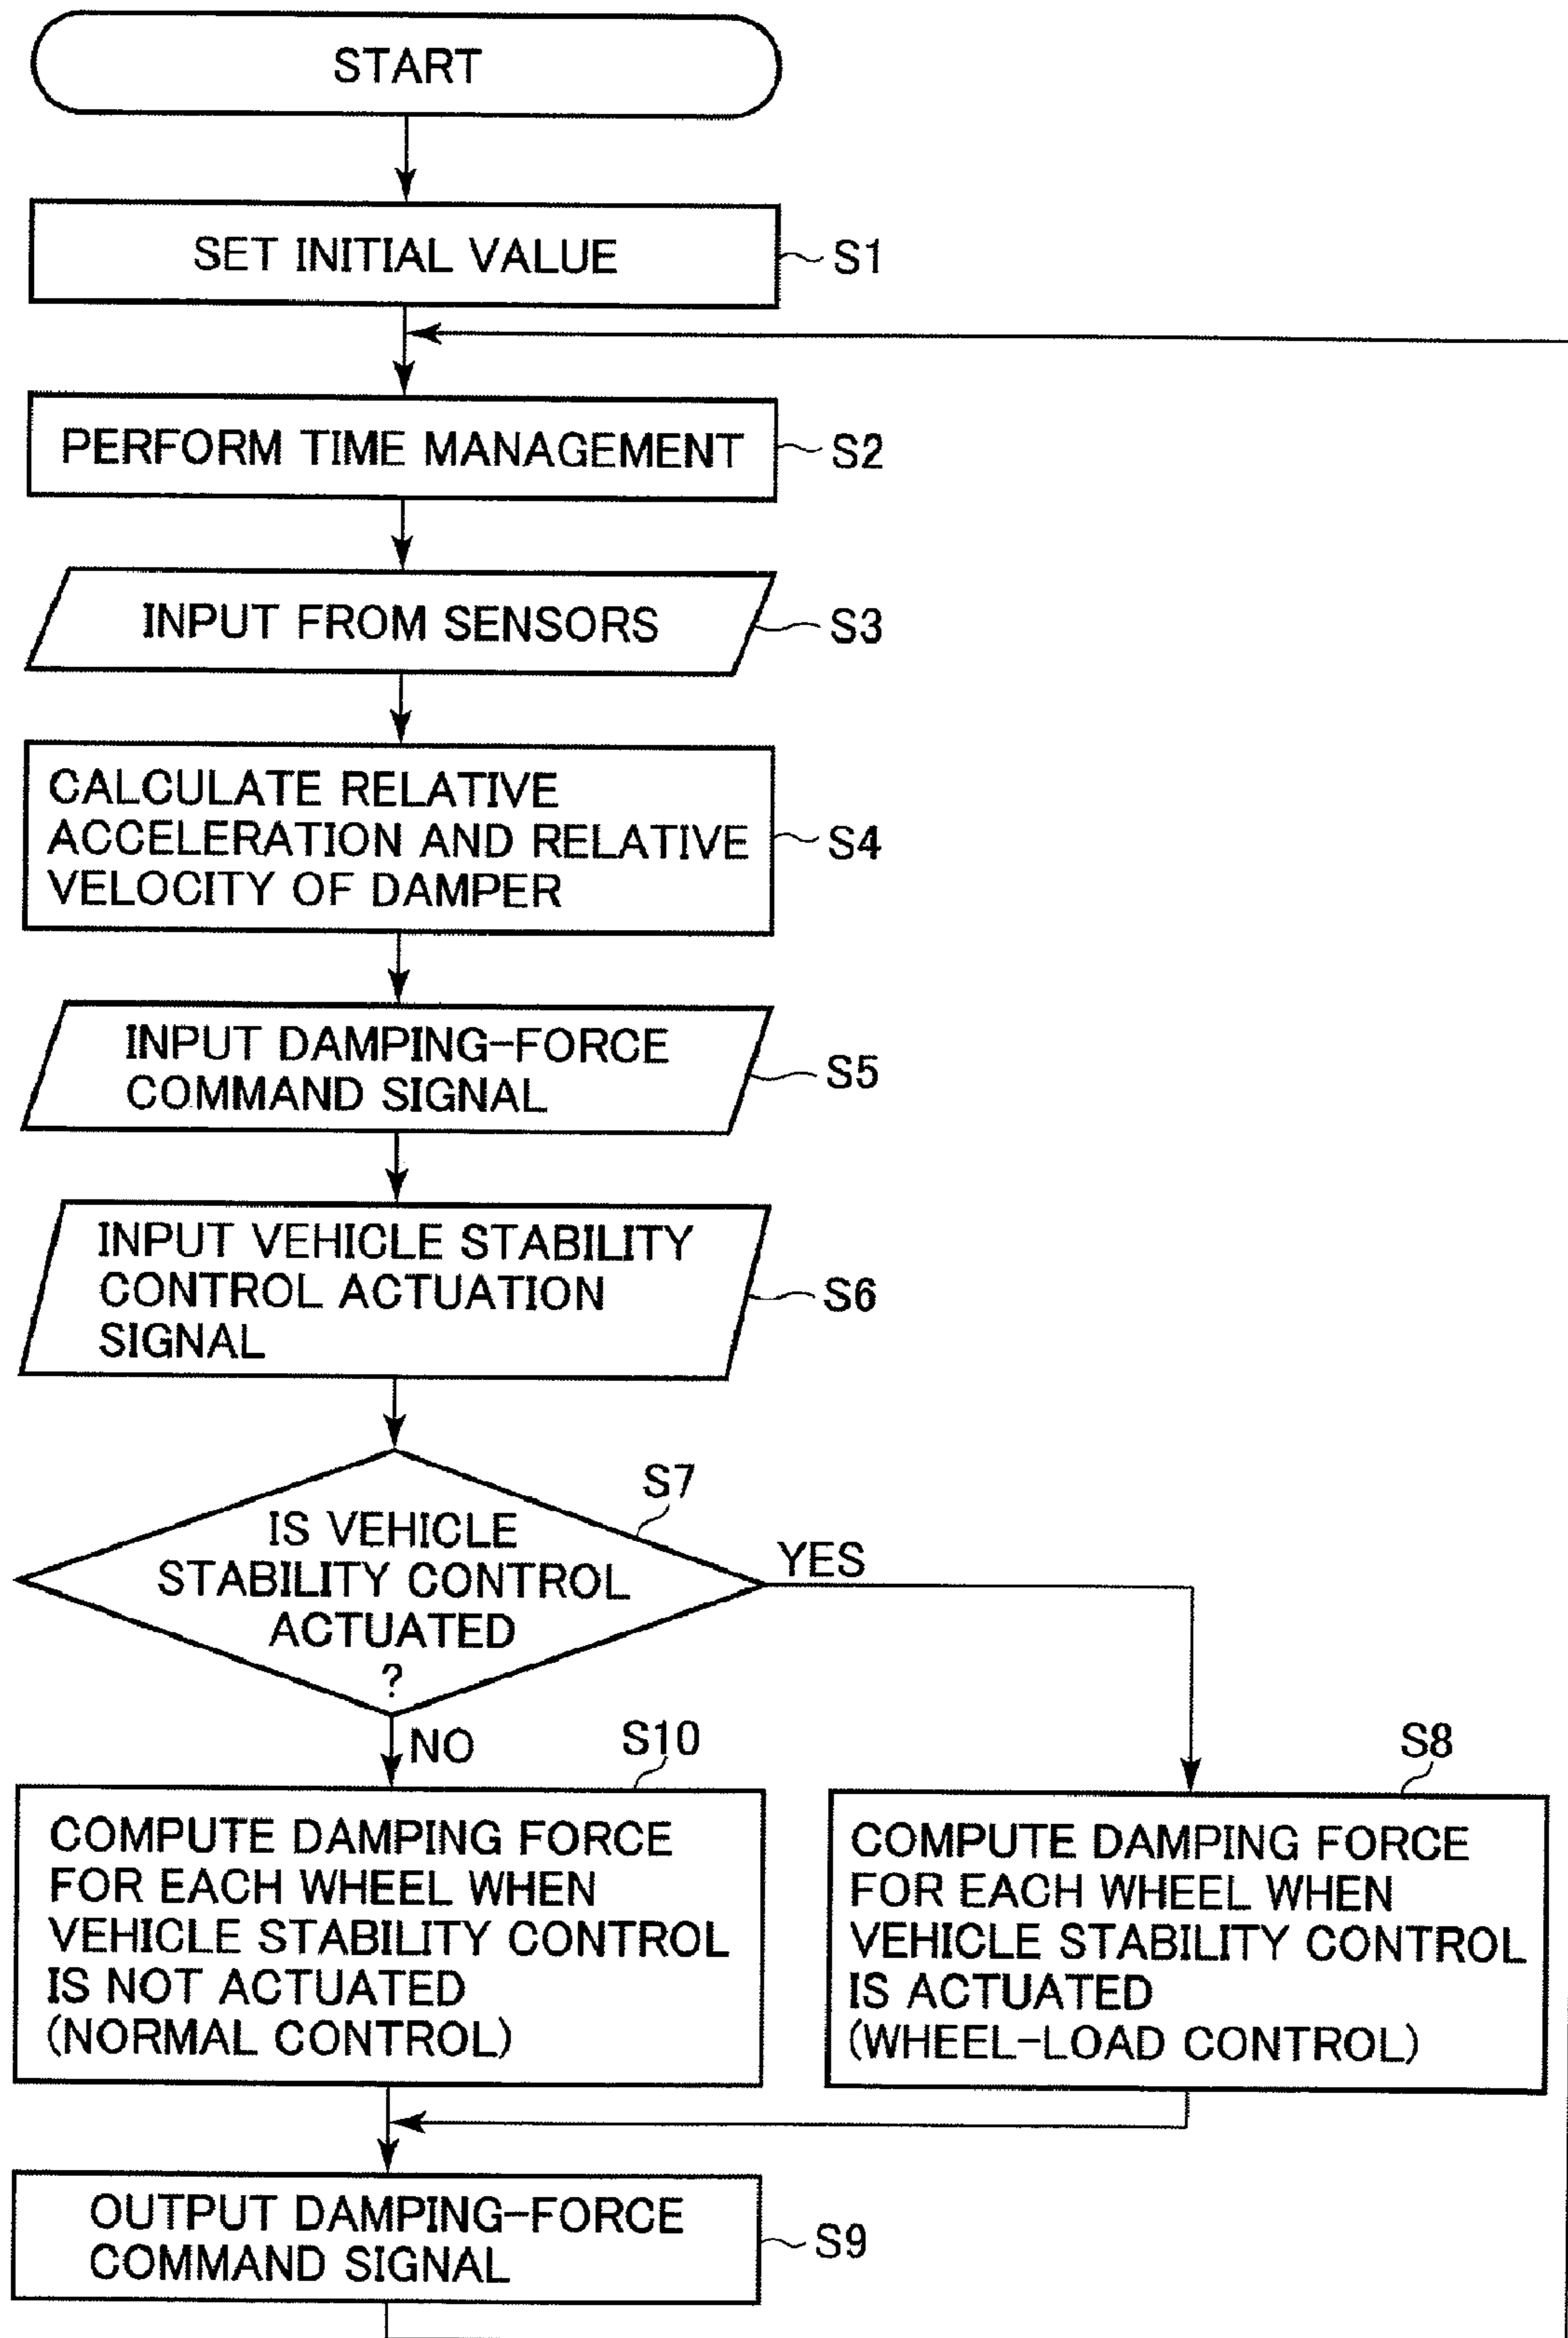 START
SET INITIAL VALUE
S1
PERFORM TIME MANAGEMENT
S2
INPUT FROM SENSORS
S3
CALCULATE RELATIVE
ACCELERATION AND RELATIVE
VELOCITY OF DAMPER
S4
INPUT DAMPING-FORCE
COMMAND SIGNAL
S5
INPUT VEHICLE STABILITY
CONTROL ACTUATION
SIGNAL
S6
S7
IS VEHICLE
STABILITY CONTROL
ACTUATED
?
YES
NO
S10
COMPUTE DAMPING FORCE
FOR EACH WHEEL WHEN
VEHICLE STABILITY CONTROL
IS NOT ACTUATED
(NORMAL CONTROL)
S8
COMPUTE DAMPING FORCE
FOR EACH WHEEL WHEN
VEHICLE STABILITY CONTROL
IS ACTUATED
(WHEEL-LOAD CONTROL)
OUTPUT DAMPING-FORCE
COMMAND SIGNAL
S9